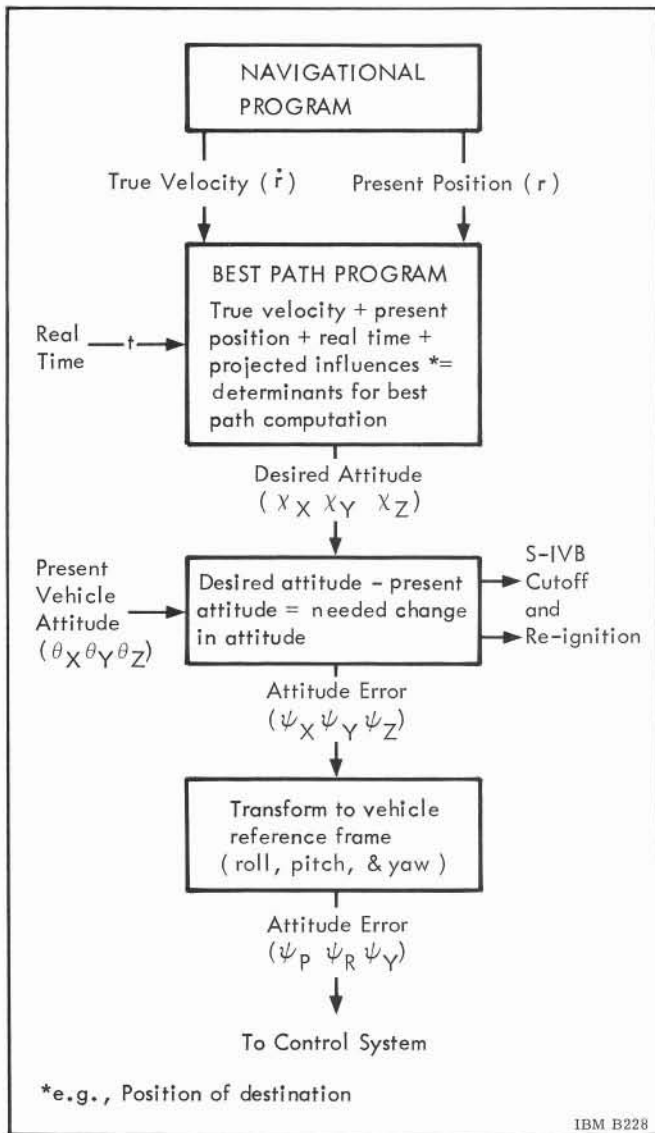 NAVIGATIONAL
PROGRAM
True Velocity (ṙ)
Present Position (r)
BEST PATH PROGRAM
True velocity + present
position + real time +
projected influences *=
determinants for best
path computation
Real
Time
t
Desired Attitude
(χX χY χZ)
Present
Vehicle
Attitude
(θX θY θZ)
Desired attitude – present
attitude = needed change
in attitude
S-IVB
Cutoff
and
Re-ignition
Attitude Error
(ψX ψY ψZ)
Transform to vehicle
reference frame
(roll, pitch, & yaw)
Attitude Error
(ψP ψR ψY)
To Control System
*e.g., Position of destination
IBM B228